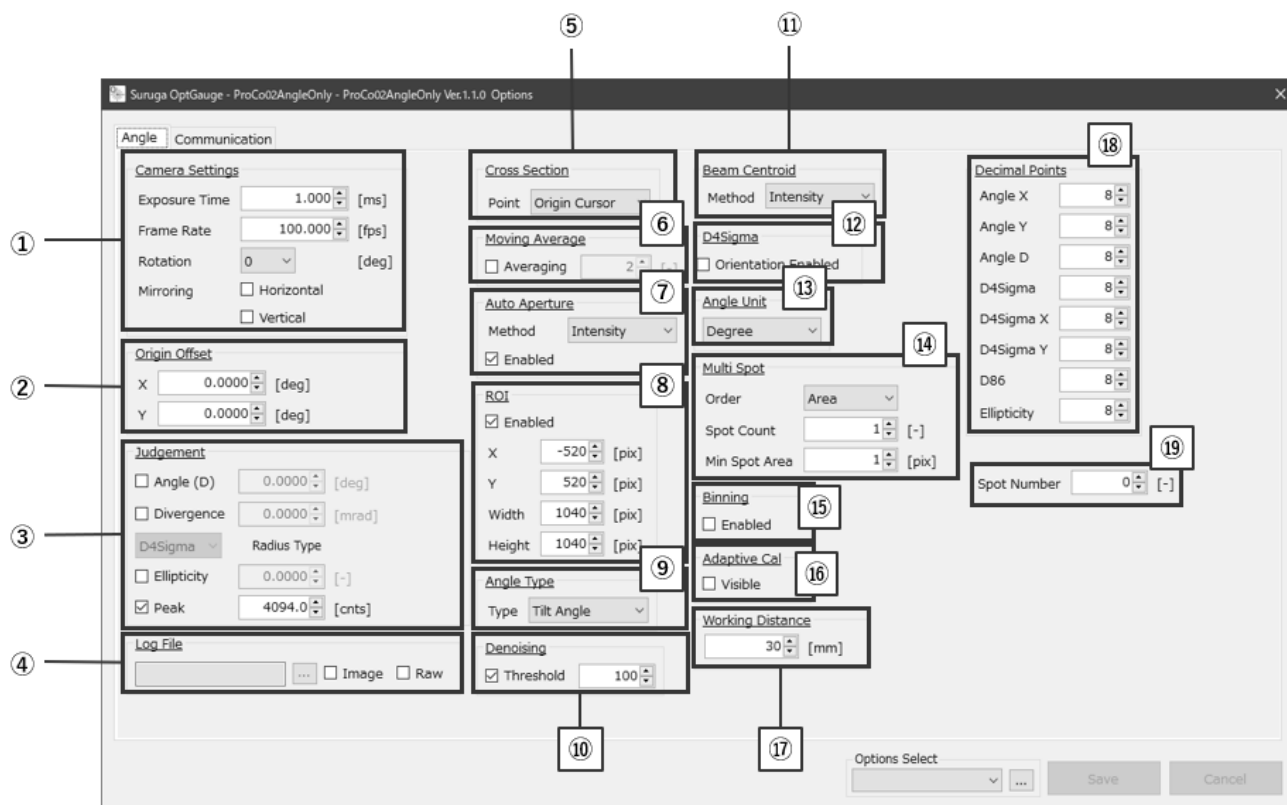 ⑤
⑪
Suruga OptGauge - ProCo02AngleOnly - ProCo02AngleOnly Ver.1.1.0 Options
Angle
Communication
①
Camera Settings
Exposure Time 1.000 [ms]
Frame Rate 100.000 [fps]
Rotation 0 [deg]
Mirroring Horizontal
Vertical
②
Origin Offset
X 0.0000 [deg]
Y 0.0000 [deg]
③
Judgement
Angle (D) 0.0000 [deg]
Divergence 0.0000 [mrad]
D4Sigma Radius Type
Ellipticity 0.0000 [-]
Peak 4094.0 [cnts]
④
Log File
... Image Raw
Cross Section
Point Origin Cursor
⑥
Moving Average
Averaging 2 [-]
⑦
Auto Aperture
Method Intensity
Enabled
⑧
ROI
Enabled
X -520 [pix]
Y 520 [pix]
Width 1040 [pix]
Height 1040 [pix]
⑨
Angle Type
Type Tilt Angle
Denoising
Threshold 100
⑩
Beam Centroid
Method Intensity
⑫
D4Sigma
Orientation Enabled
⑬
Angle Unit
Degree
⑭
Multi Spot
Order Area
Spot Count 1 [-]
Min Spot Area 1 [pix]
⑮
Binning
Enabled
⑯
Adaptive Cal
Visible
Working Distance
30 [mm]
⑰
⑱
Decimal Points
Angle X 8
Angle Y 8
Angle D 8
D4Sigma 8
D4Sigma X 8
D4Sigma Y 8
D86 8
Ellipticity 8
⑲
Spot Number 0 [-]
Options Select
...
Save
Cancel